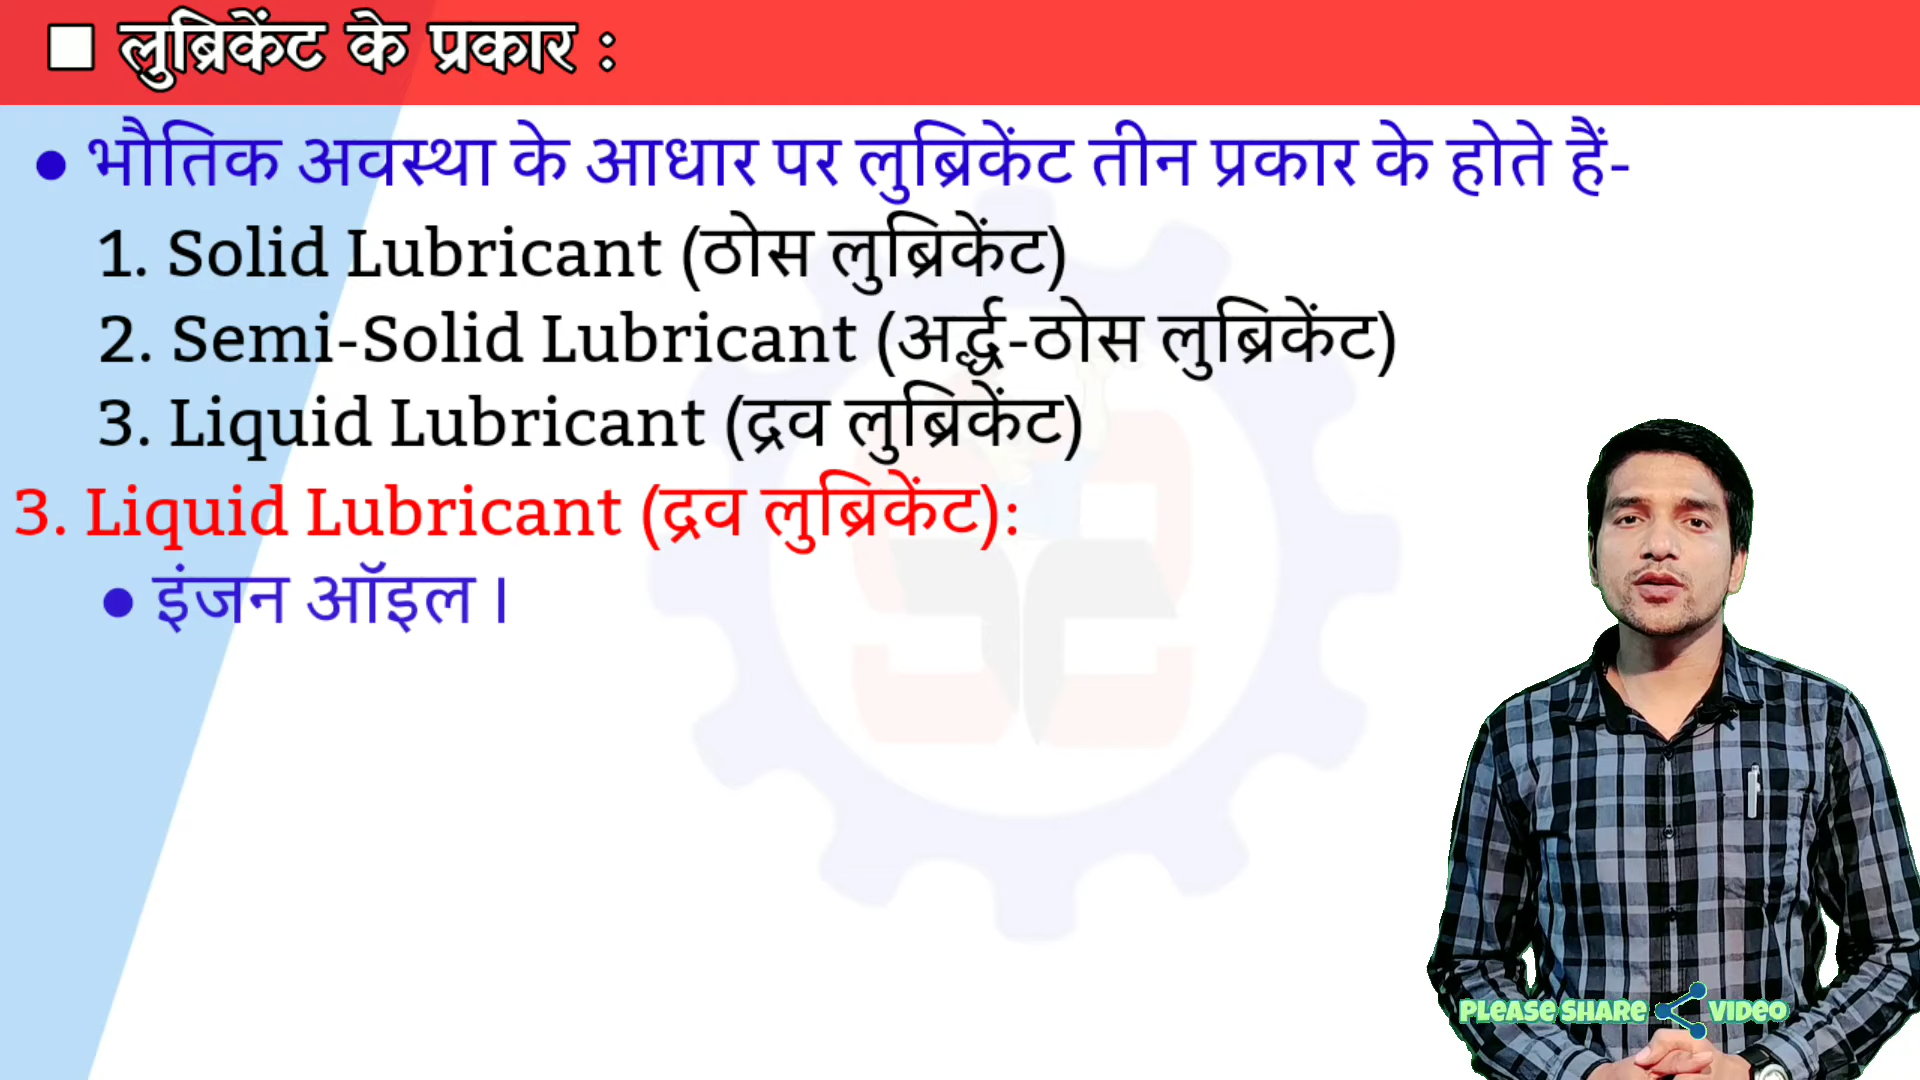 लुब्रिकेंट के प्रकार :
• भौतिक अवस्था के आधार पर लुब्रिकेंट तीन प्रकार के होते हैं-
1. Solid Lubricant (ठोस लुब्रिकेंट)
2. Semi-Solid Lubricant (अर्द्ध-ठोस लुब्रिकेंट)
3. Liquid Lubricant (द्रव लुब्रिकेंट)
3. Liquid Lubricant (द्रव लुब्रिकेंट):
• इंजन ऑइल ।
PLEASE SHARE VIDEO